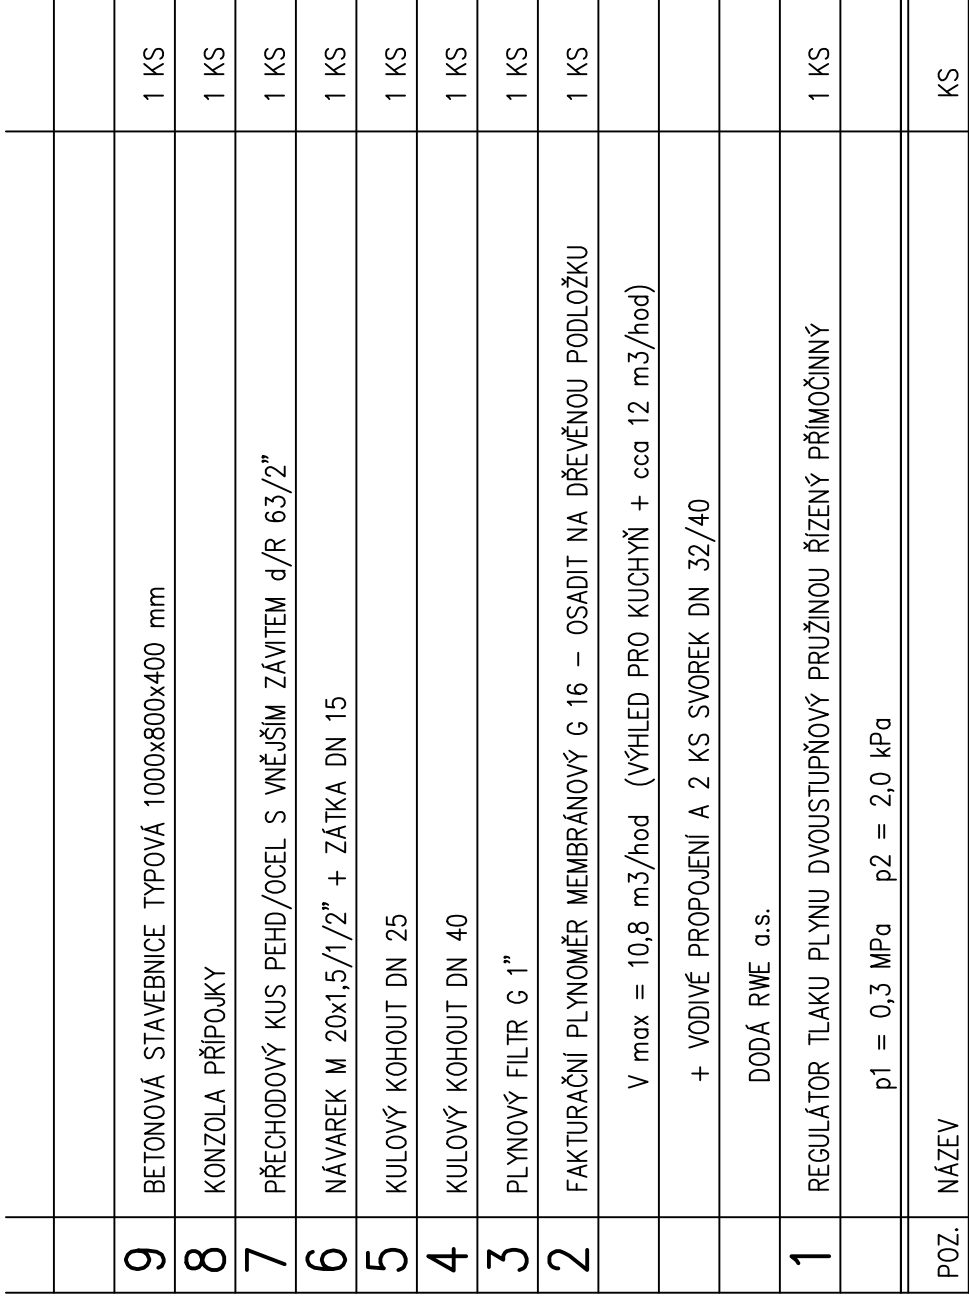 9 BETONOVÁ STAVEBNICE TYPOVÁ 1000x800x400 mm 1 KS
8 KONZOLA PŘÍPOJKY 1 KS
7 PŘECHODOVÝ KUS PEHD/OCEL S VNĚJŠÍM ZÁVITEM d/R 63/2" 1 KS
6 NÁVAREK M 20x1,5/1/2" + ZÁTKA DN 15 1 KS
5 KULOVÝ KOHOUT DN 25 1 KS
4 KULOVÝ KOHOUT DN 40 1 KS
3 PLYNOVÝ FILTR G 1" 1 KS
2 FAKTURAČNÍ PLYNOMĚR MEMBRÁNOVÝ G 16 – OSADIT NA DŘEVĚNOU PODLOŽKU 1 KS
V max = 10,8 m3/hod (VÝHLED PRO KUCHYŇ + cca 12 m3/hod)
+ VODIVÉ PROPOJENÍ A 2 KS SVOREK DN 32/40
DODÁ RWE a.s.
1 REGULÁTOR TLAKU PLYNU DVOUSTUPŇOVÝ PRUŽINOU ŘÍZENÝ PŘÍMOČINNÝ 1 KS
p1 = 0,3 MPa p2 = 2,0 kPa
POZ. NÁZEV KS